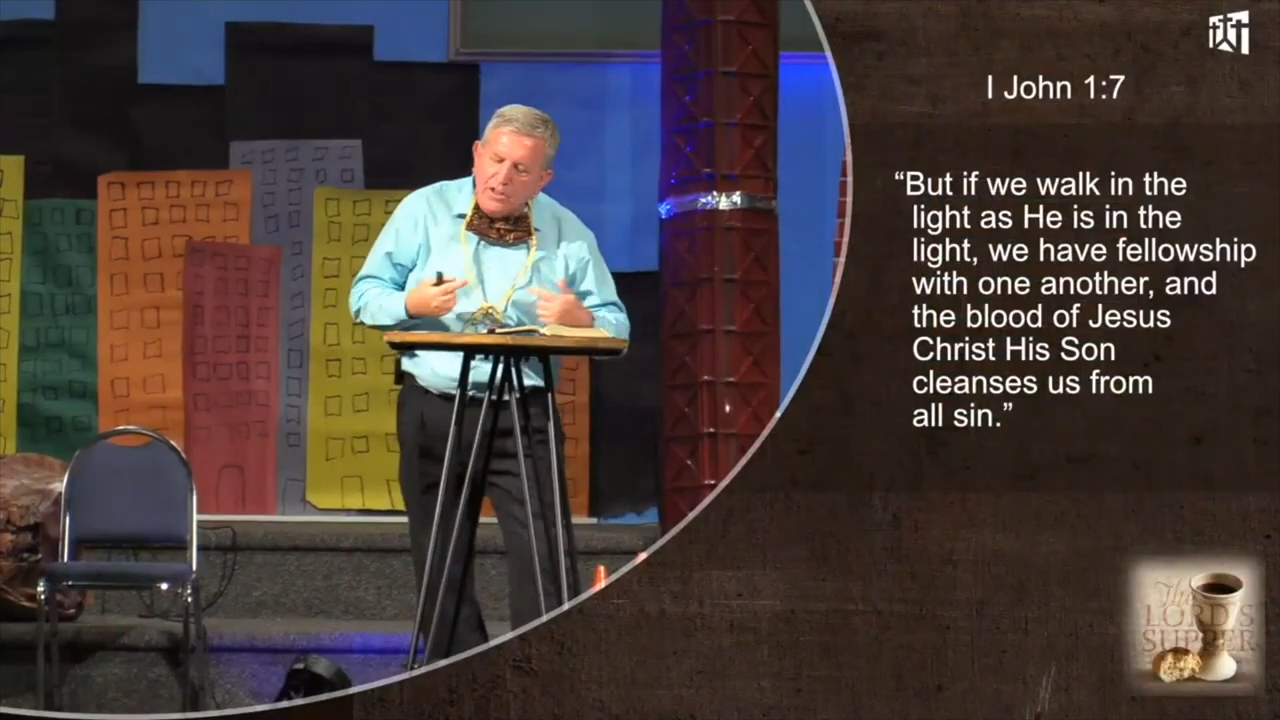 I John 1:7
“But if we walk in the
light as He is in the
light, we have fellowship
with one another, and
the blood of Jesus
Christ His Son
cleanses us from
all sin.”
The
LORD'S
SUPPER